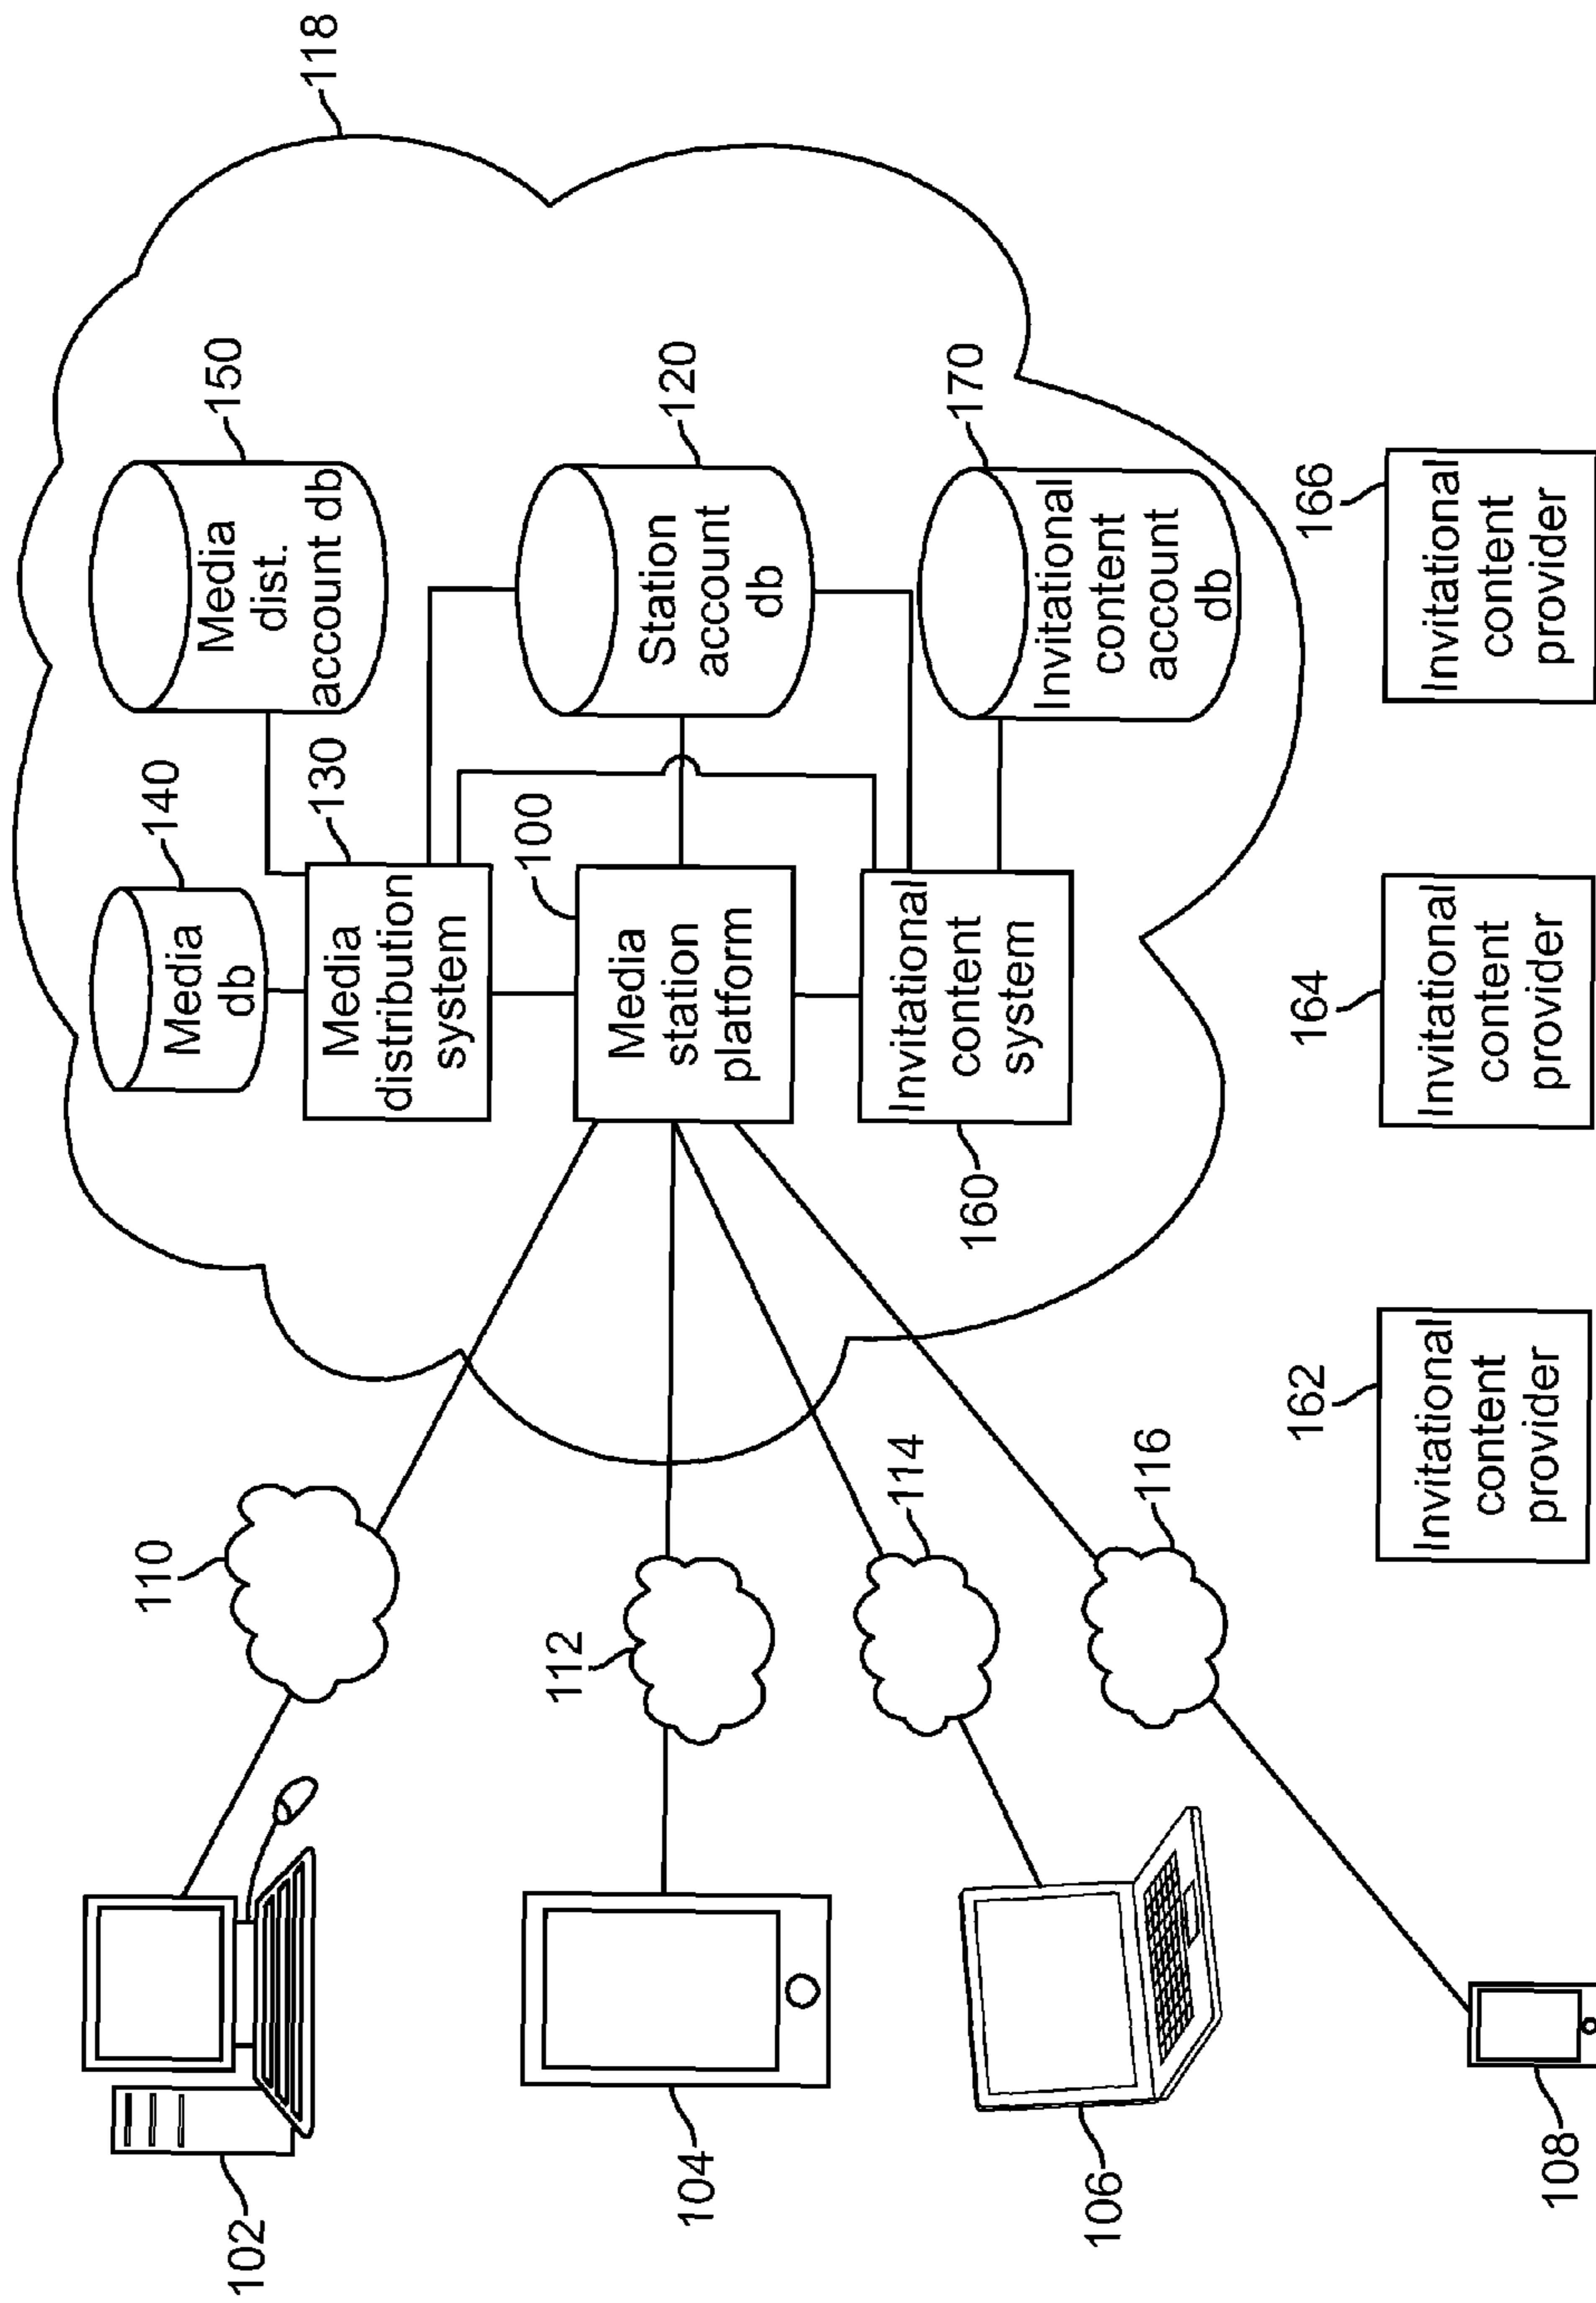 102
104
106
108
110
112
114
116
118
140
Media
db
130
Media
distribution
system
150
Media
dist.
account db
100
Media
station
platform
120
Station
account
db
160
Invitational
content
system
170
Invitational
content
account
db
162
Invitational
content
provider
164
Invitational
content
provider
166
Invitational
content
provider